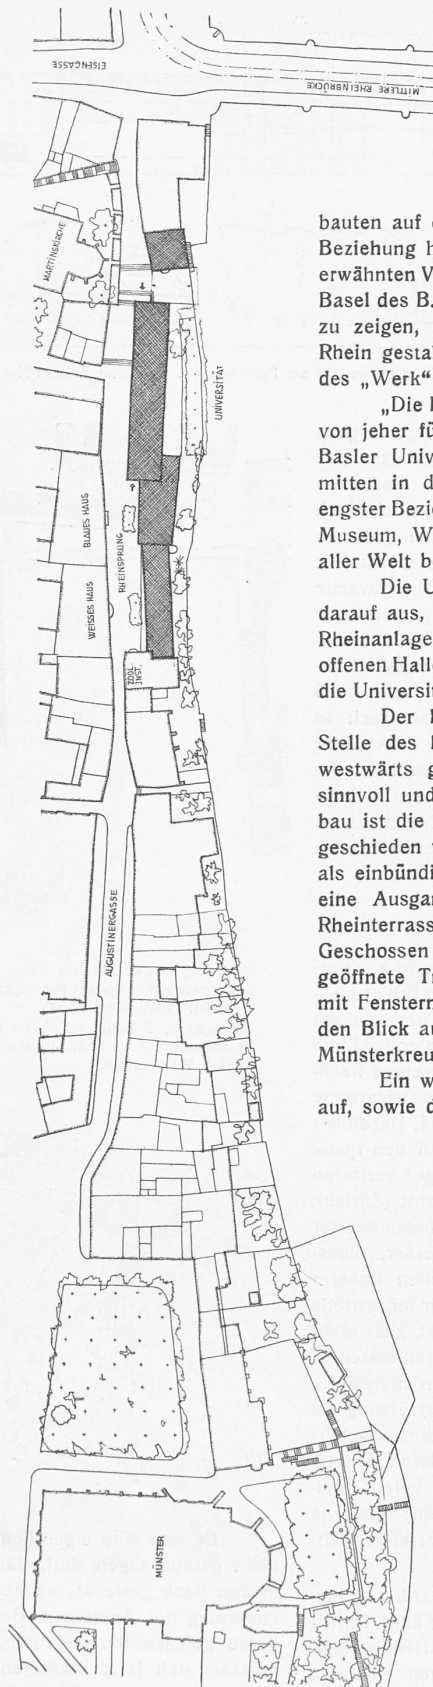 EISENGASSE
MITTLERE RHEINBRÜCKE
MARTINSKIRCHE
UNIVERSITÄT
BLAUES HAUS
RHEINSPRUNG
WEISSES HAUS
ZOOL.
INST.
AUGUSTINERGASSE
MÜNSTER
bauten auf
Beziehung
erwähnten V
Basel des B.
zu zeigen,
Rhein gesta
des „Werk“
„Die
von jeher fü
Basler Univ
mitten in d
engster Bezi
Museum, W
aller Welt b
Die U
darauf aus,
Rheinanlage
offenen Hall
die Universi
Der
Stelle des
westwärts g
sinnvoll und
bau ist die
geschieden
als einbündi
eine Ausgan
Rheinterrass
Geschossen
geöffnete Tr
mit Fenstern
den Blick au
Münsterkreu
Ein w
auf, sowie d